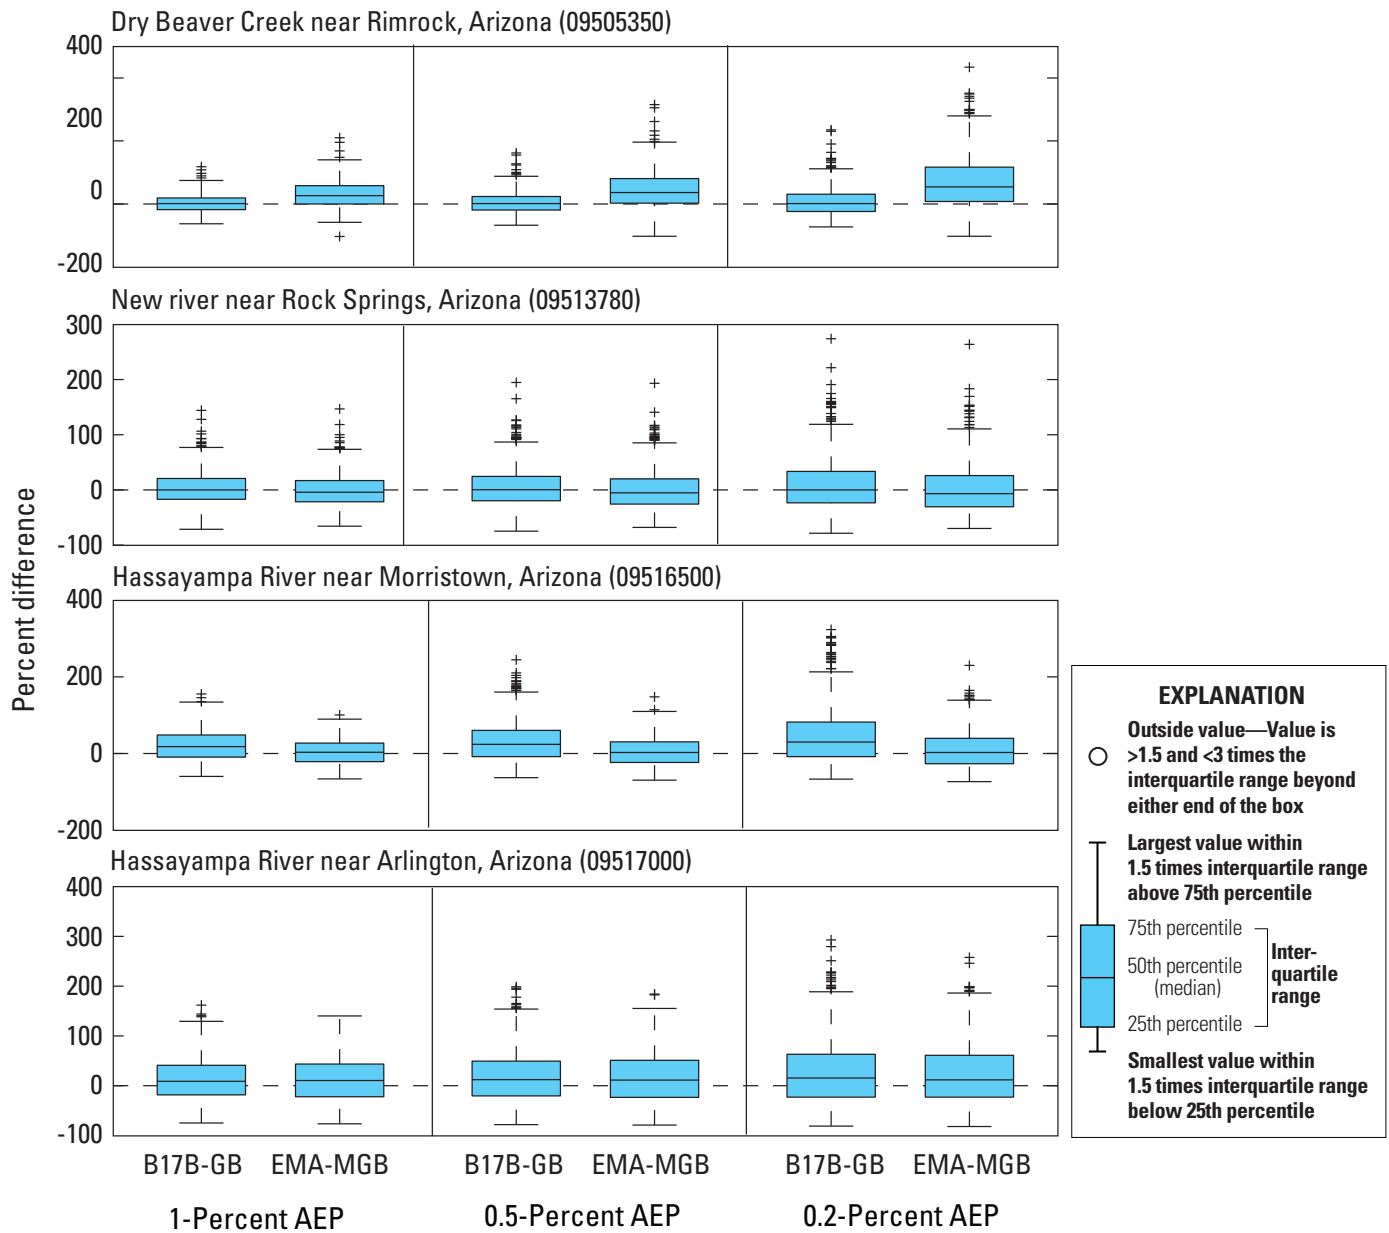 Dry Beaver Creek near Rimrock, Arizona (09505350)
400
200
0
-200
New river near Rock Springs, Arizona (09513780)
300
200
100
0
-100
Hassayampa River near Morristown, Arizona (09516500)
400
200
0
-200
Hassayampa River near Arlington, Arizona (09517000)
400
300
200
100
0
-100
Percent difference
B17B-GB EMA-MGB B17B-GB EMA-MGB B17B-GB EMA-MGB
1-Percent AEP 0.5-Percent AEP 0.2-Percent AEP
EXPLANATION
Outside value—Value is
>1.5 and <3 times the
interquartile range beyond
either end of the box
Largest value within
1.5 times interquartile range
above 75th percentile
75th percentile
50th percentile
(median)
25th percentile
Inter-
quartile
range
Smallest value within
1.5 times interquartile range
below 25th percentile